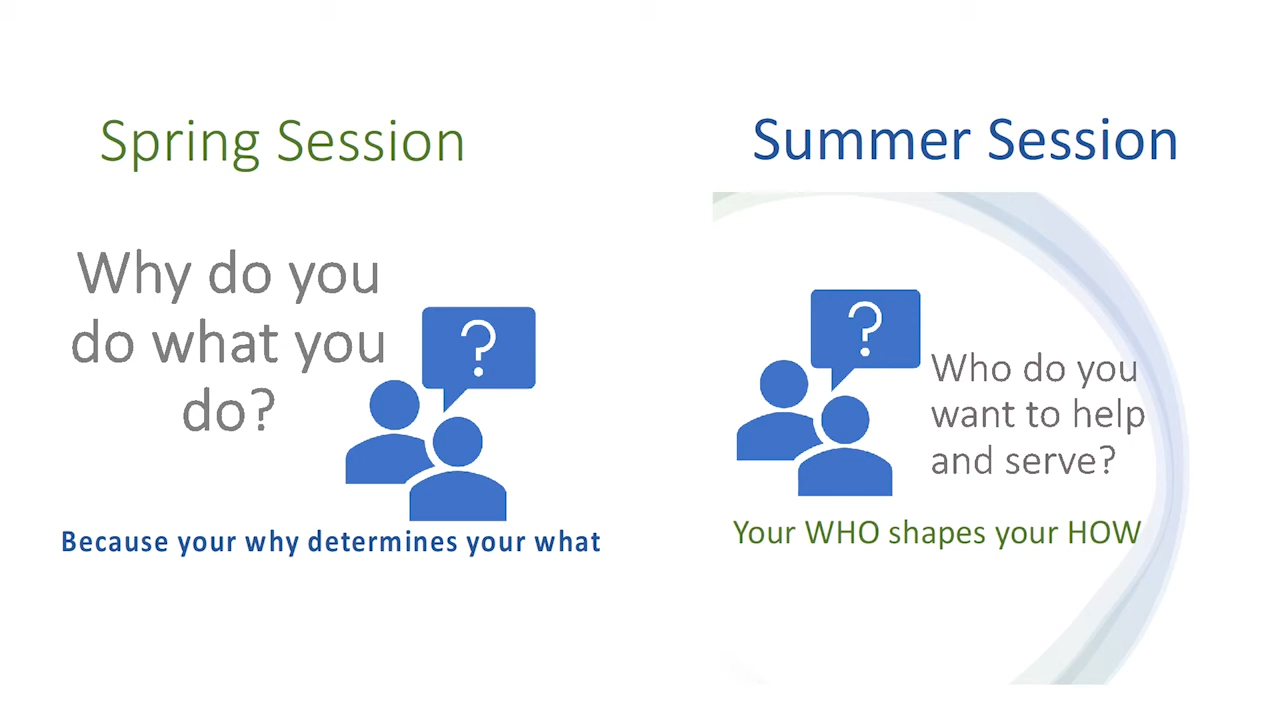 Spring Session
Why do you
do what you
do?
?
Because your why determines your what
Summer Session
?
Who do you
want to help
and serve?
Your WHO shapes your HOW